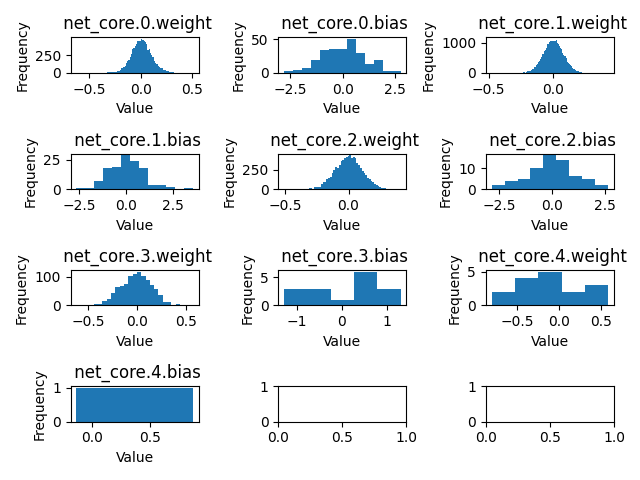 net_core.0.weight
Frequency
250
0
−0.5
0.0
0.5
Value
net_core.0.bias
Frequency
50
0
−2.5
0.0
2.5
Value
net_core.1.weight
Frequency
1000
0
−0.5
0.0
Value
net_core.1.bias
Frequency
25
0
−2.5
0.0
2.5
Value
net_core.2.weight
Frequency
250
0
−0.5
0.0
Value
net_core.2.bias
Frequency
10
0
−2.5
0.0
2.5
Value
net_core.3.weight
Frequency
100
0
−0.5
0.0
0.5
Value
net_core.3.bias
Frequency
5
0
−1
0
1
Value
net_core.4.weight
Frequency
5
0
−0.5
0.0
0.5
Value
net_core.4.bias
Frequency
1
0
0.0
0.5
Value
1
0
0.0
0.5
1.0
1
0
0.0
0.5
1.0